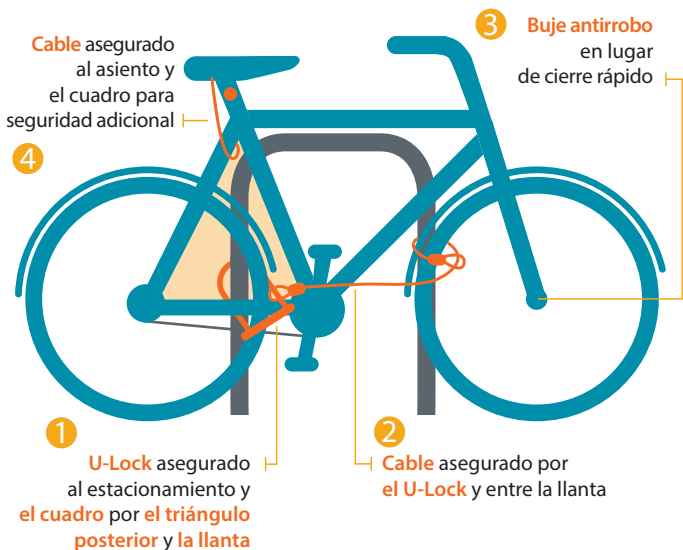 Cable asegurado
al asiento y
el cuadro para
seguridad adicional
4
3
Buje antirrobo
en lugar
de cierre rápido
1
U-Lock asegurado
al estacionamiento y
el cuadro por el triángulo
posterior y la llanta
2
Cable asegurado por
el U-Lock y entre la llanta